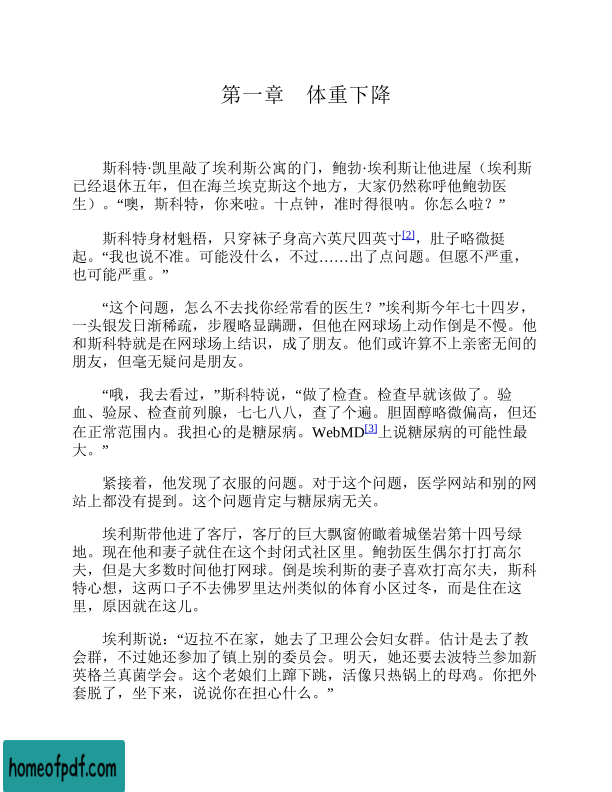 第一章　体重下降
斯科特·凯里敲了埃利斯公寓的门，鲍勃·埃利斯让他进屋（埃利斯
已经退休五年，但在海兰埃克斯这个地方，大家仍然称呼他鲍勃医
生）。“噢，斯科特，你来啦。十点钟，准时得很呐。你怎么啦？”
斯科特身材魁梧，只穿袜子身高六英尺四英寸[2]，肚子略微挺
起。“我也说不准。可能没什么，不过……出了点问题。但愿不严重，
也可能严重。”
“这个问题，怎么不去找你经常看的医生？”埃利斯今年七十四岁，
一头银发日渐稀疏，步履略显蹒跚，但他在网球场上动作倒是不慢。他
和斯科特就是在网球场上结识，成了朋友。他们或许算不上亲密无间的
朋友，但毫无疑问是朋友。
“哦，我去看过，”斯科特说，“做了检查。检查早就该做了。验
血、验尿、检查前列腺，七七八八，查了个遍。胆固醇略微偏高，但还
在正常范围内。我担心的是糖尿病。WebMD[3]上说糖尿病的可能性最
大。”
紧接着，他发现了衣服的问题。对于这个问题，医学网站和别的网
站上都没有提到。这个问题肯定与糖尿病无关。
埃利斯带他进了客厅，客厅的巨大飘窗俯瞰着城堡岩第十四号绿
地。现在他和妻子就住在这个封闭式社区里。鲍勃医生偶尔打打高尔
夫，但是大多数时间他打网球。倒是埃利斯的妻子喜欢打高尔夫，斯科
特心想，这两口子不去佛罗里达州类似的体育小区过冬，而是住在这
里，原因就在这儿。
埃利斯说：“迈拉不在家，她去了卫理公会妇女群。估计是去了教
会群，不过她还参加了镇上别的委员会。明天，她还要去波特兰参加新
英格兰真菌学会。这个老娘们上蹿下跳，活像只热锅上的母鸡。你把外
套脱了，坐下来，说说你在担心什么。”
homeofpdf.com